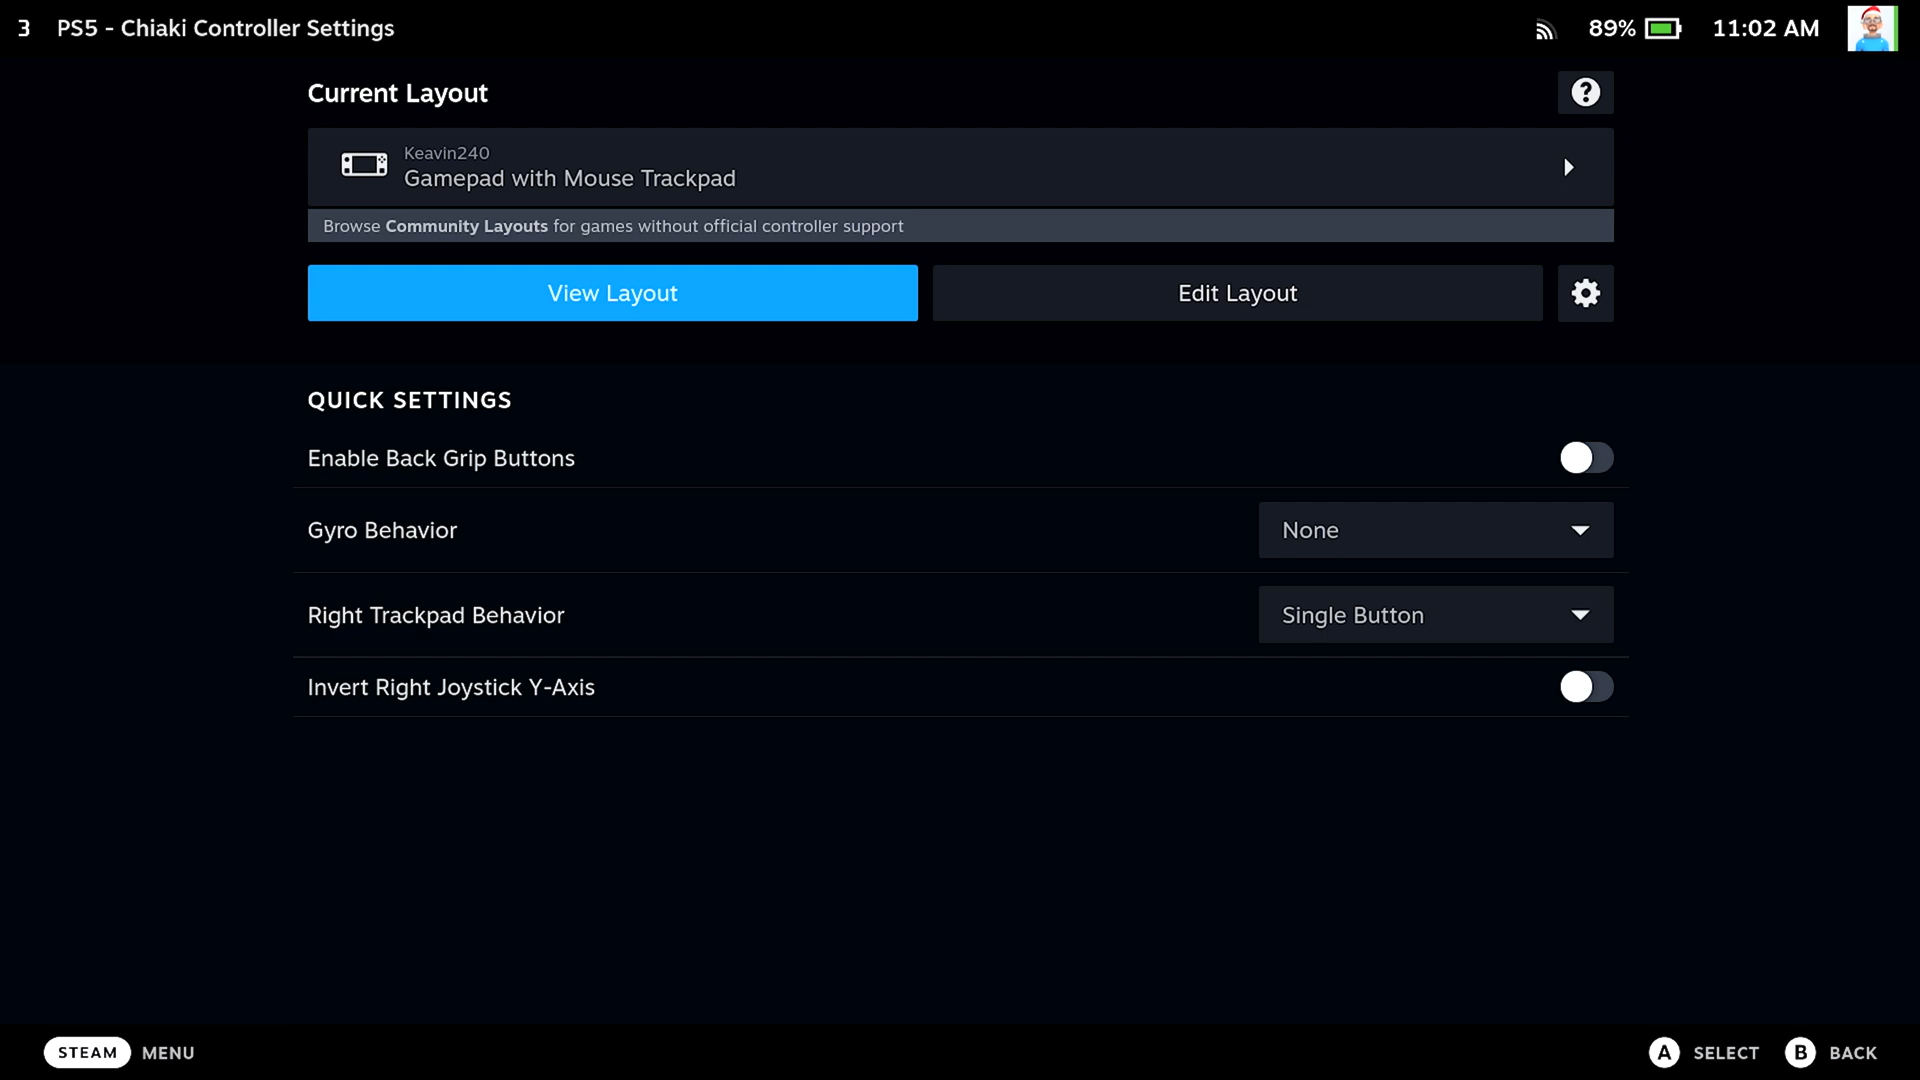 3 PS5 - Chiaki Controller Settings 89% 11:02 AM
Current Layout ?
Keavin240
Gamepad with Mouse Trackpad
Browse Community Layouts for games without official controller support
View Layout Edit Layout
QUICK SETTINGS
Enable Back Grip Buttons
Gyro Behavior None
Right Trackpad Behavior Single Button
Invert Right Joystick Y-Axis
STEAM MENU A SELECT B BACK